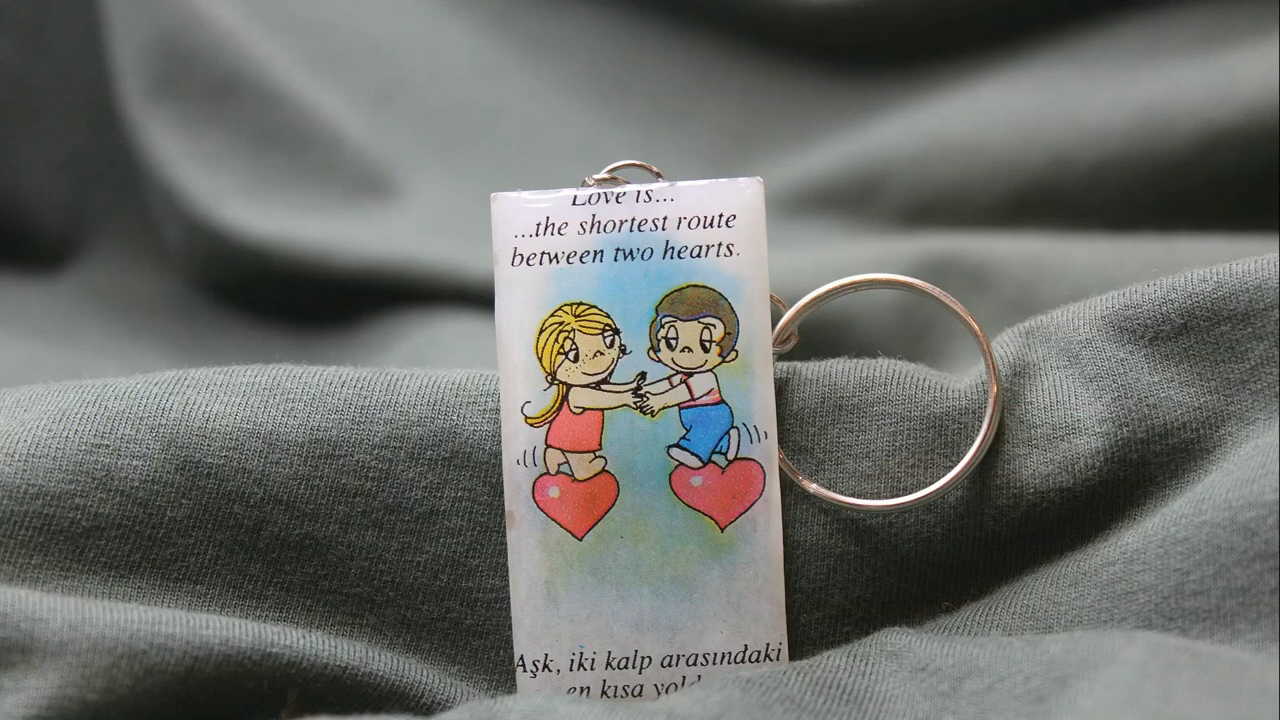 Love is...
...the shortest route
between two hearts.
Aşk, iki kalp arasındaki
en kısa